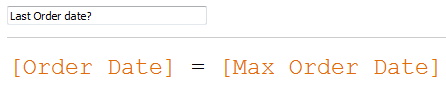 Last Order date?
[Order Date] = [Max Order Date]